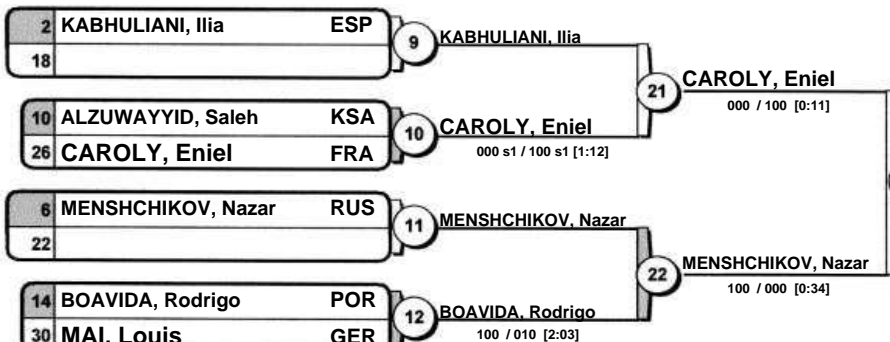 2 KABHULIANI, Ilia ESP
18
9
KABHULIANI, Ilia
10 ALZUWAYYID, Saleh KSA
26 CAROLY, Eniel FRA
10
CAROLY, Eniel
000 s1 / 100 s1 [1:12]
21
CAROLY, Eniel
000 / 100 [0:11]
6 MENSHCHIKOV, Nazar RUS
22
11
MENSHCHIKOV, Nazar
14 BOAVIDA, Rodrigo POR
30 MAI, Louis GER
12
BOAVIDA, Rodrigo
100 / 010 [2:03]
22
MENSHCHIKOV, Nazar
100 / 000 [0:34]